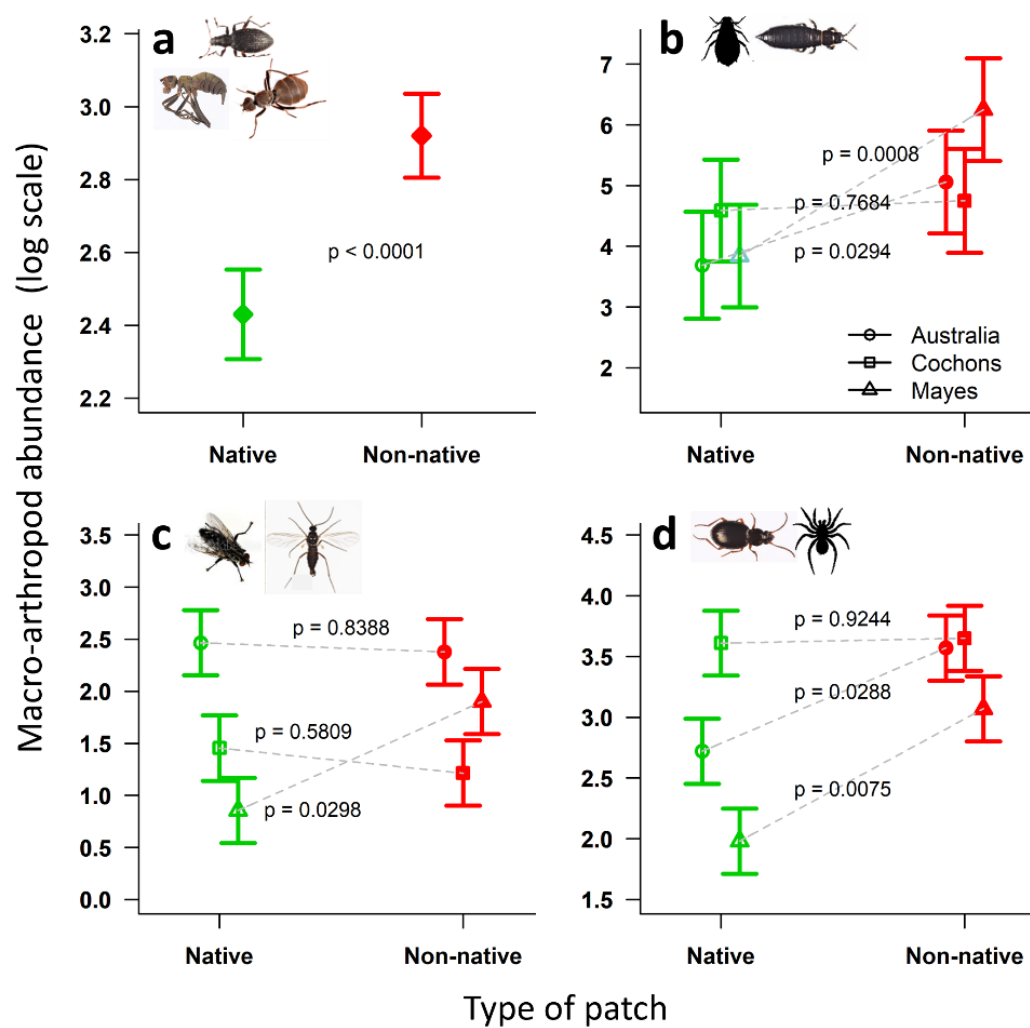 Macro-arthropod abundance (log scale)
a
3.2
3.0
2.8
2.6
2.4
2.2
p < 0.0001
Native
Non-native
b
7
6
5
4
3
2
p = 0.0008
p = 0.7684
p = 0.0294
Australia
Cochons
Mayes
Native
Non-native
c
3.5
3.0
2.5
2.0
1.5
1.0
0.5
0.0
p = 0.8388
p = 0.5809
p = 0.0298
Native
Non-native
d
4.5
4.0
3.5
3.0
2.5
2.0
1.5
p = 0.9244
p = 0.0288
p = 0.0075
Native
Non-native
Type of patch